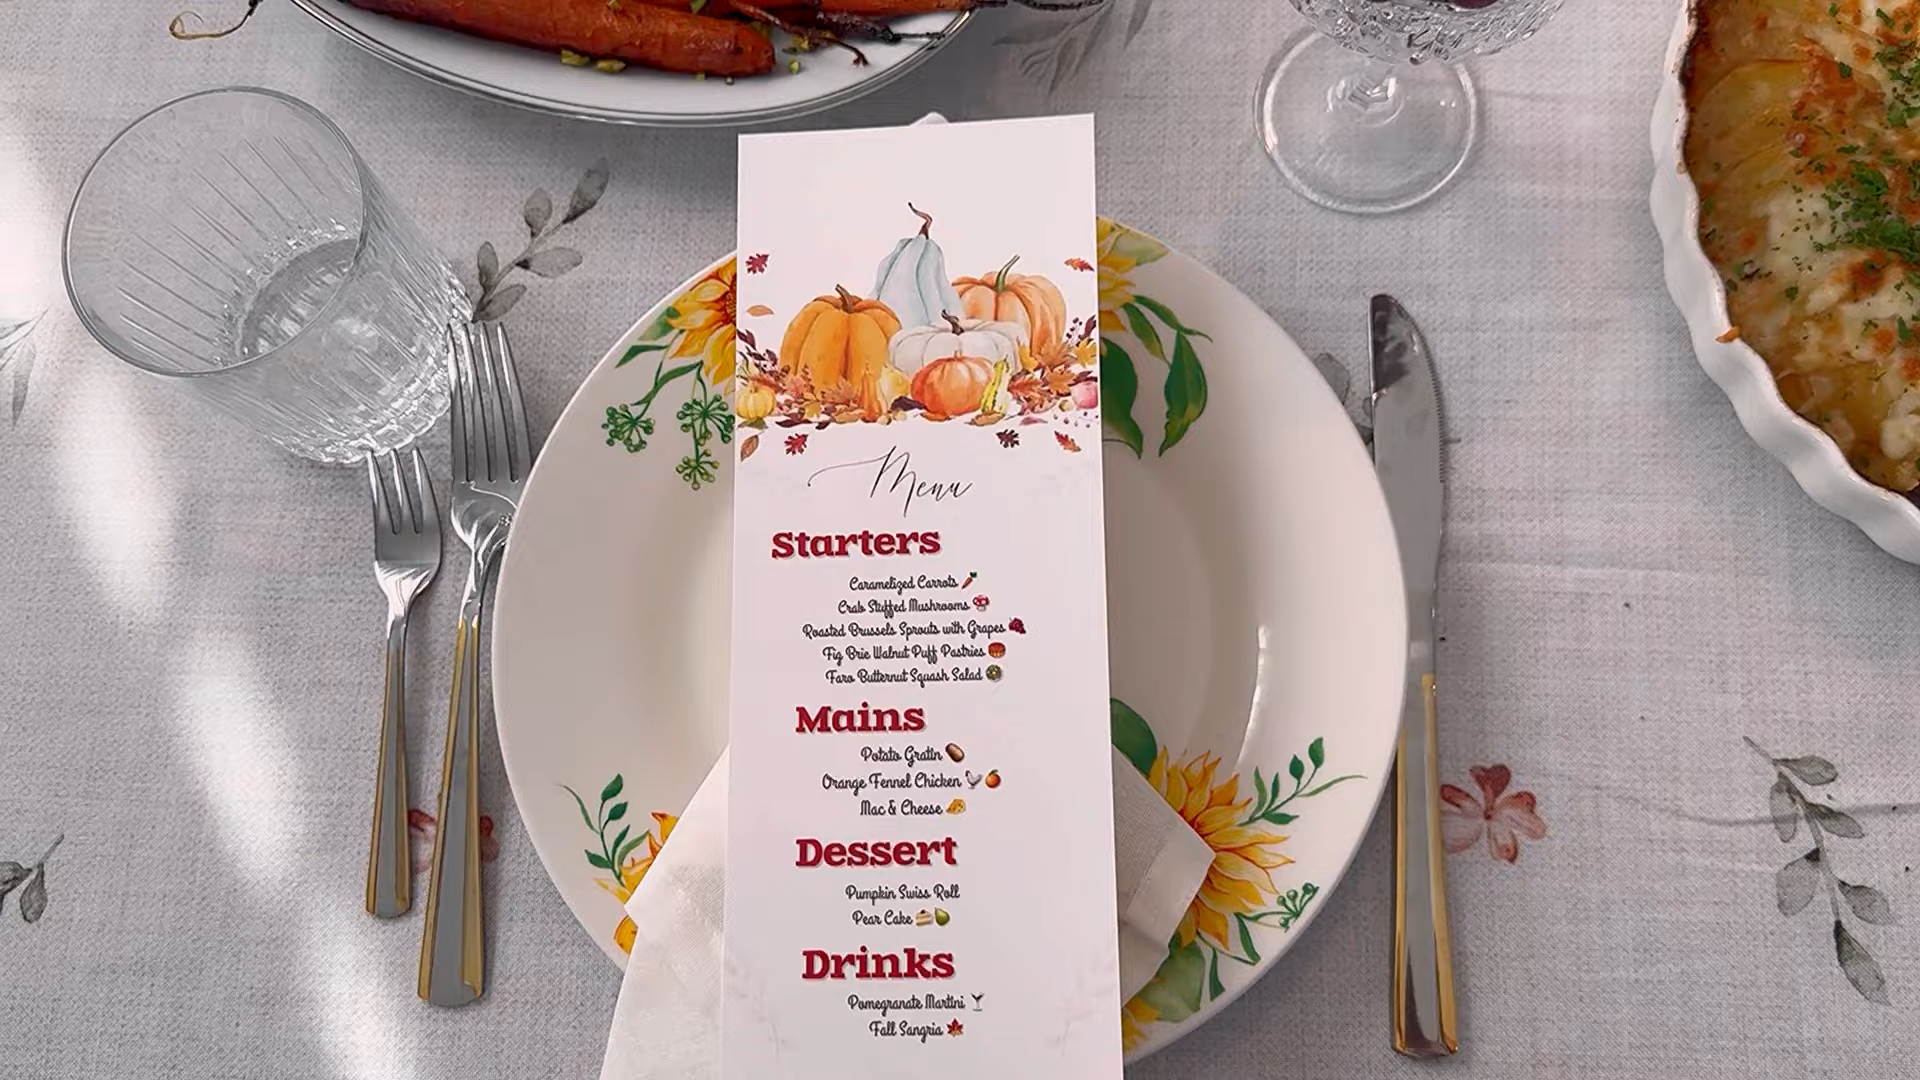 Menu
Starters
Caramelized Carrots 🥕
Crab Stuffed Mushrooms 🍄
Roasted Brussels Sprouts with Grapes 🍇
Fig Brie Walnut Puff Pastries 🥮
Faro Butternut Squash Salad 🥗
Mains
Potato Gratin 🥔
Orange Fennel Chicken 🐓🍊
Mac & Cheese 🧀
Dessert
Pumpkin Swiss Roll
Pear Cake 🍰🍐
Drinks
Pomegranate Martini 🍸
Fall Sangria 🍁